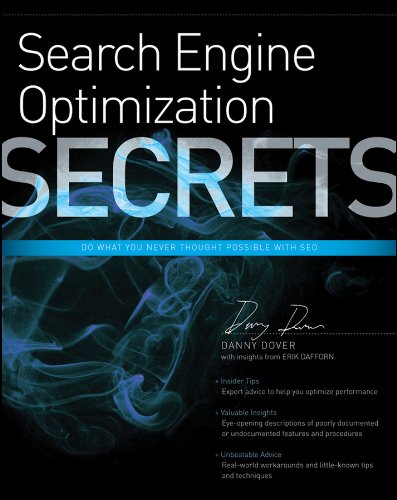 Search Engine
Optimization
SECRETS
DO WHAT YOU NEVER THOUGHT POSSIBLE WITH SEO
Danny Dover
DANNY DOVER
with insights from ERIK DAFFORN
+ Insider Tips
Expert advice to help you optimize performance
+ Valuable Insights
Eye-opening descriptions of poorly documented
or undocumented features and procedures
+ Unbeatable Advice
Real-world workarounds and little-known tips
and techniques